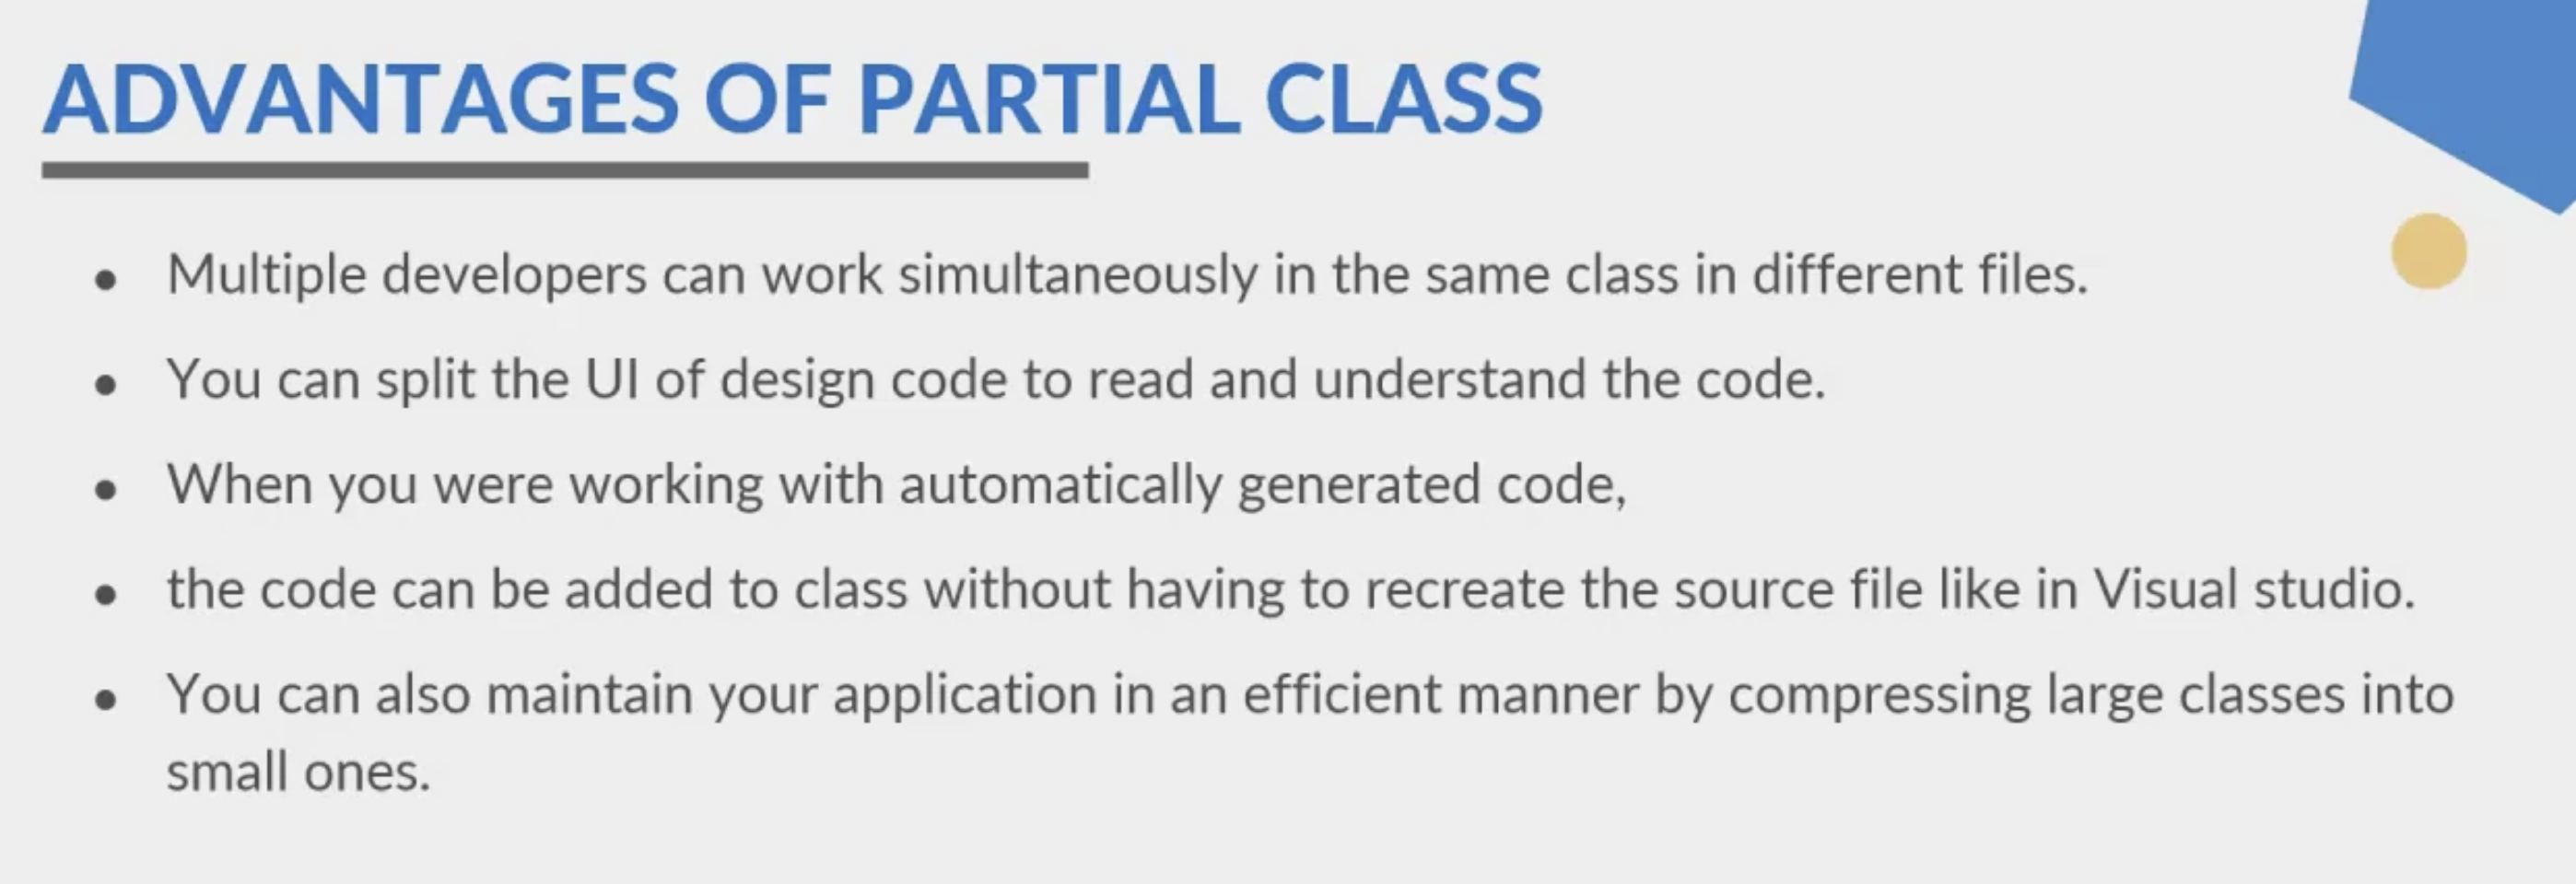 ADVANTAGES OF PARTIAL CLASS
• Multiple developers can work simultaneously in the same class in different files.
• You can split the UI of design code to read and understand the code.
• When you were working with automatically generated code,
• the code can be added to class without having to recreate the source file like in Visual studio.
• You can also maintain your application in an efficient manner by compressing large classes into
small ones.